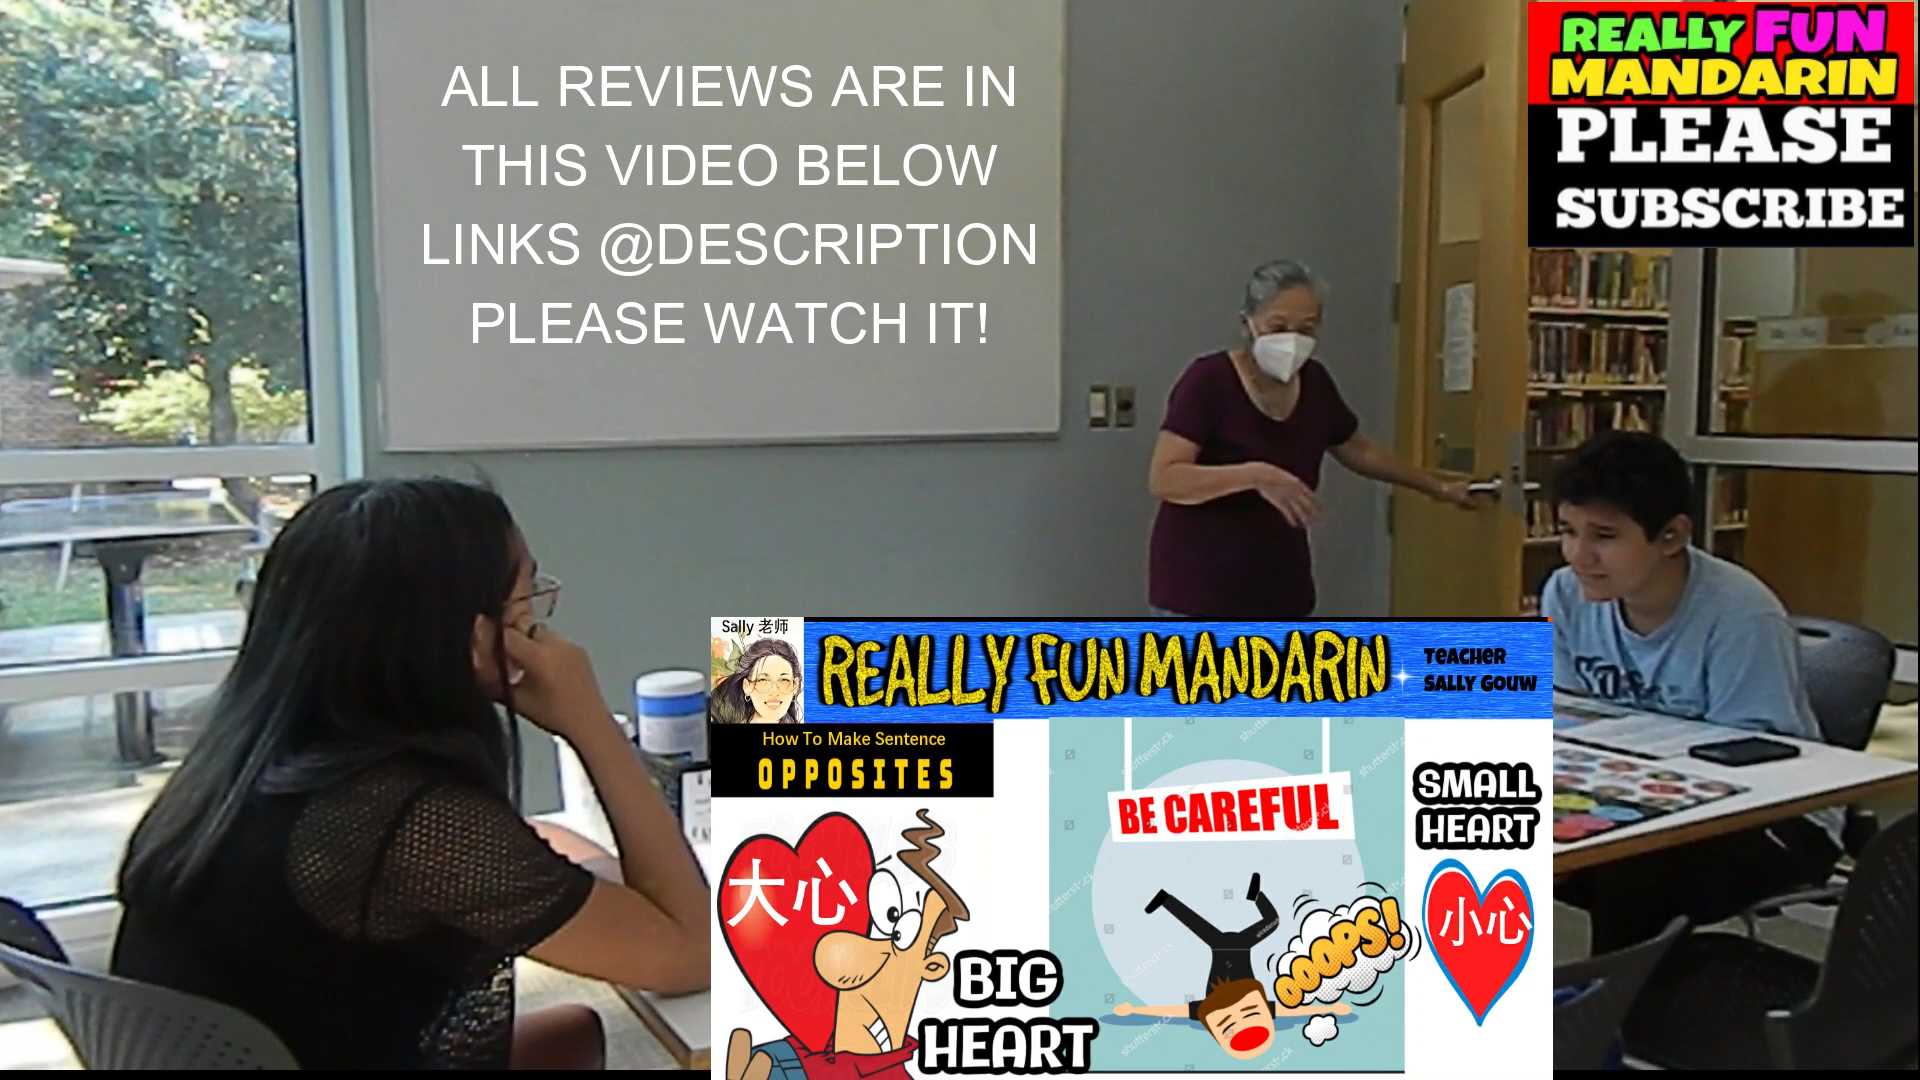 ALL REVIEWS ARE IN
THIS VIDEO BELOW
LINKS @DESCRIPTION
PLEASE WATCH IT!
REALLY FUN
MANDARIN
PLEASE
SUBSCRIBE
Sally 老师
REALLY FUN MANDARIN
TEACHER
SALLY GOUW
How To Make Sentence
OPPOSITES
大心
BIG
HEART
BE CAREFUL
OOOPS!
SMALL
HEART
小心
shutterstock